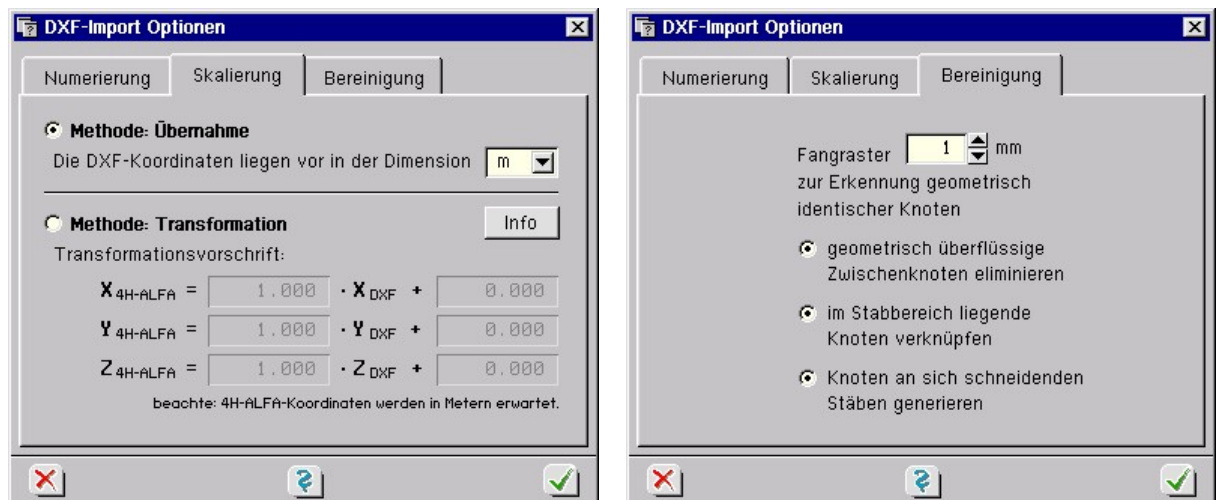 DXF-Import Optionen
Numerierung Skalierung Bereinigung
Methode: Übernahme
Die DXF-Koordinaten liegen vor in der Dimension m
Methode: Transformation Info
Transformationsvorschrift:
X 4H-ALFA = 1.000 · X DXF + 0.000
Y 4H-ALFA = 1.000 · Y DXF + 0.000
Z 4H-ALFA = 1.000 · Z DXF + 0.000
beachte: 4H-ALFA-Koordinaten werden in Metern erwartet.
DXF-Import Optionen
Numerierung Skalierung Bereinigung
Fangraster 1 mm
zur Erkennung geometrisch
identischer Knoten
geometrisch überflüssige
Zwischenknoten eliminieren
im Stabbereich liegende
Knoten verknüpfen
Knoten an sich schneidenden
Stäben generieren